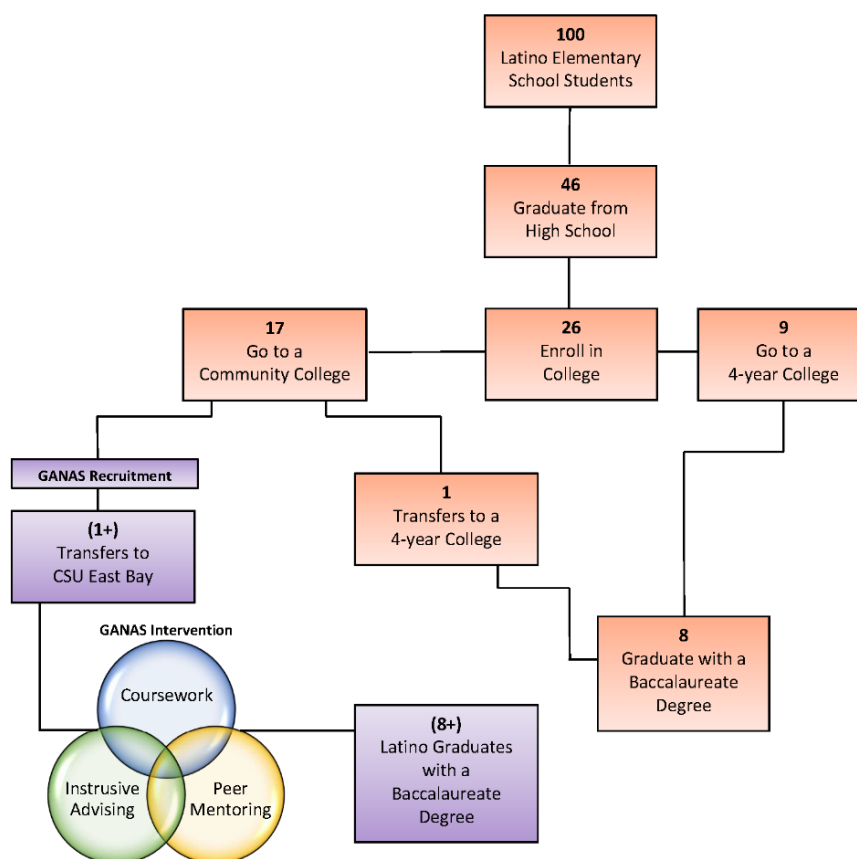 100
Latino Elementary
School Students
46
Graduate from
High School
17
Go to a
Community College
26
Enroll in
College
9
Go to a
4-year College
GANAS Recruitment
1
Transfers to a
4-year College
(1+)
Transfers to
CSU East Bay
GANAS Intervention
Coursework
Instrusive
Advising
Peer
Mentoring
(8+)
Latino Graduates
with a
Baccalaureate
Degree
8
Graduate with a
Baccalaureate
Degree